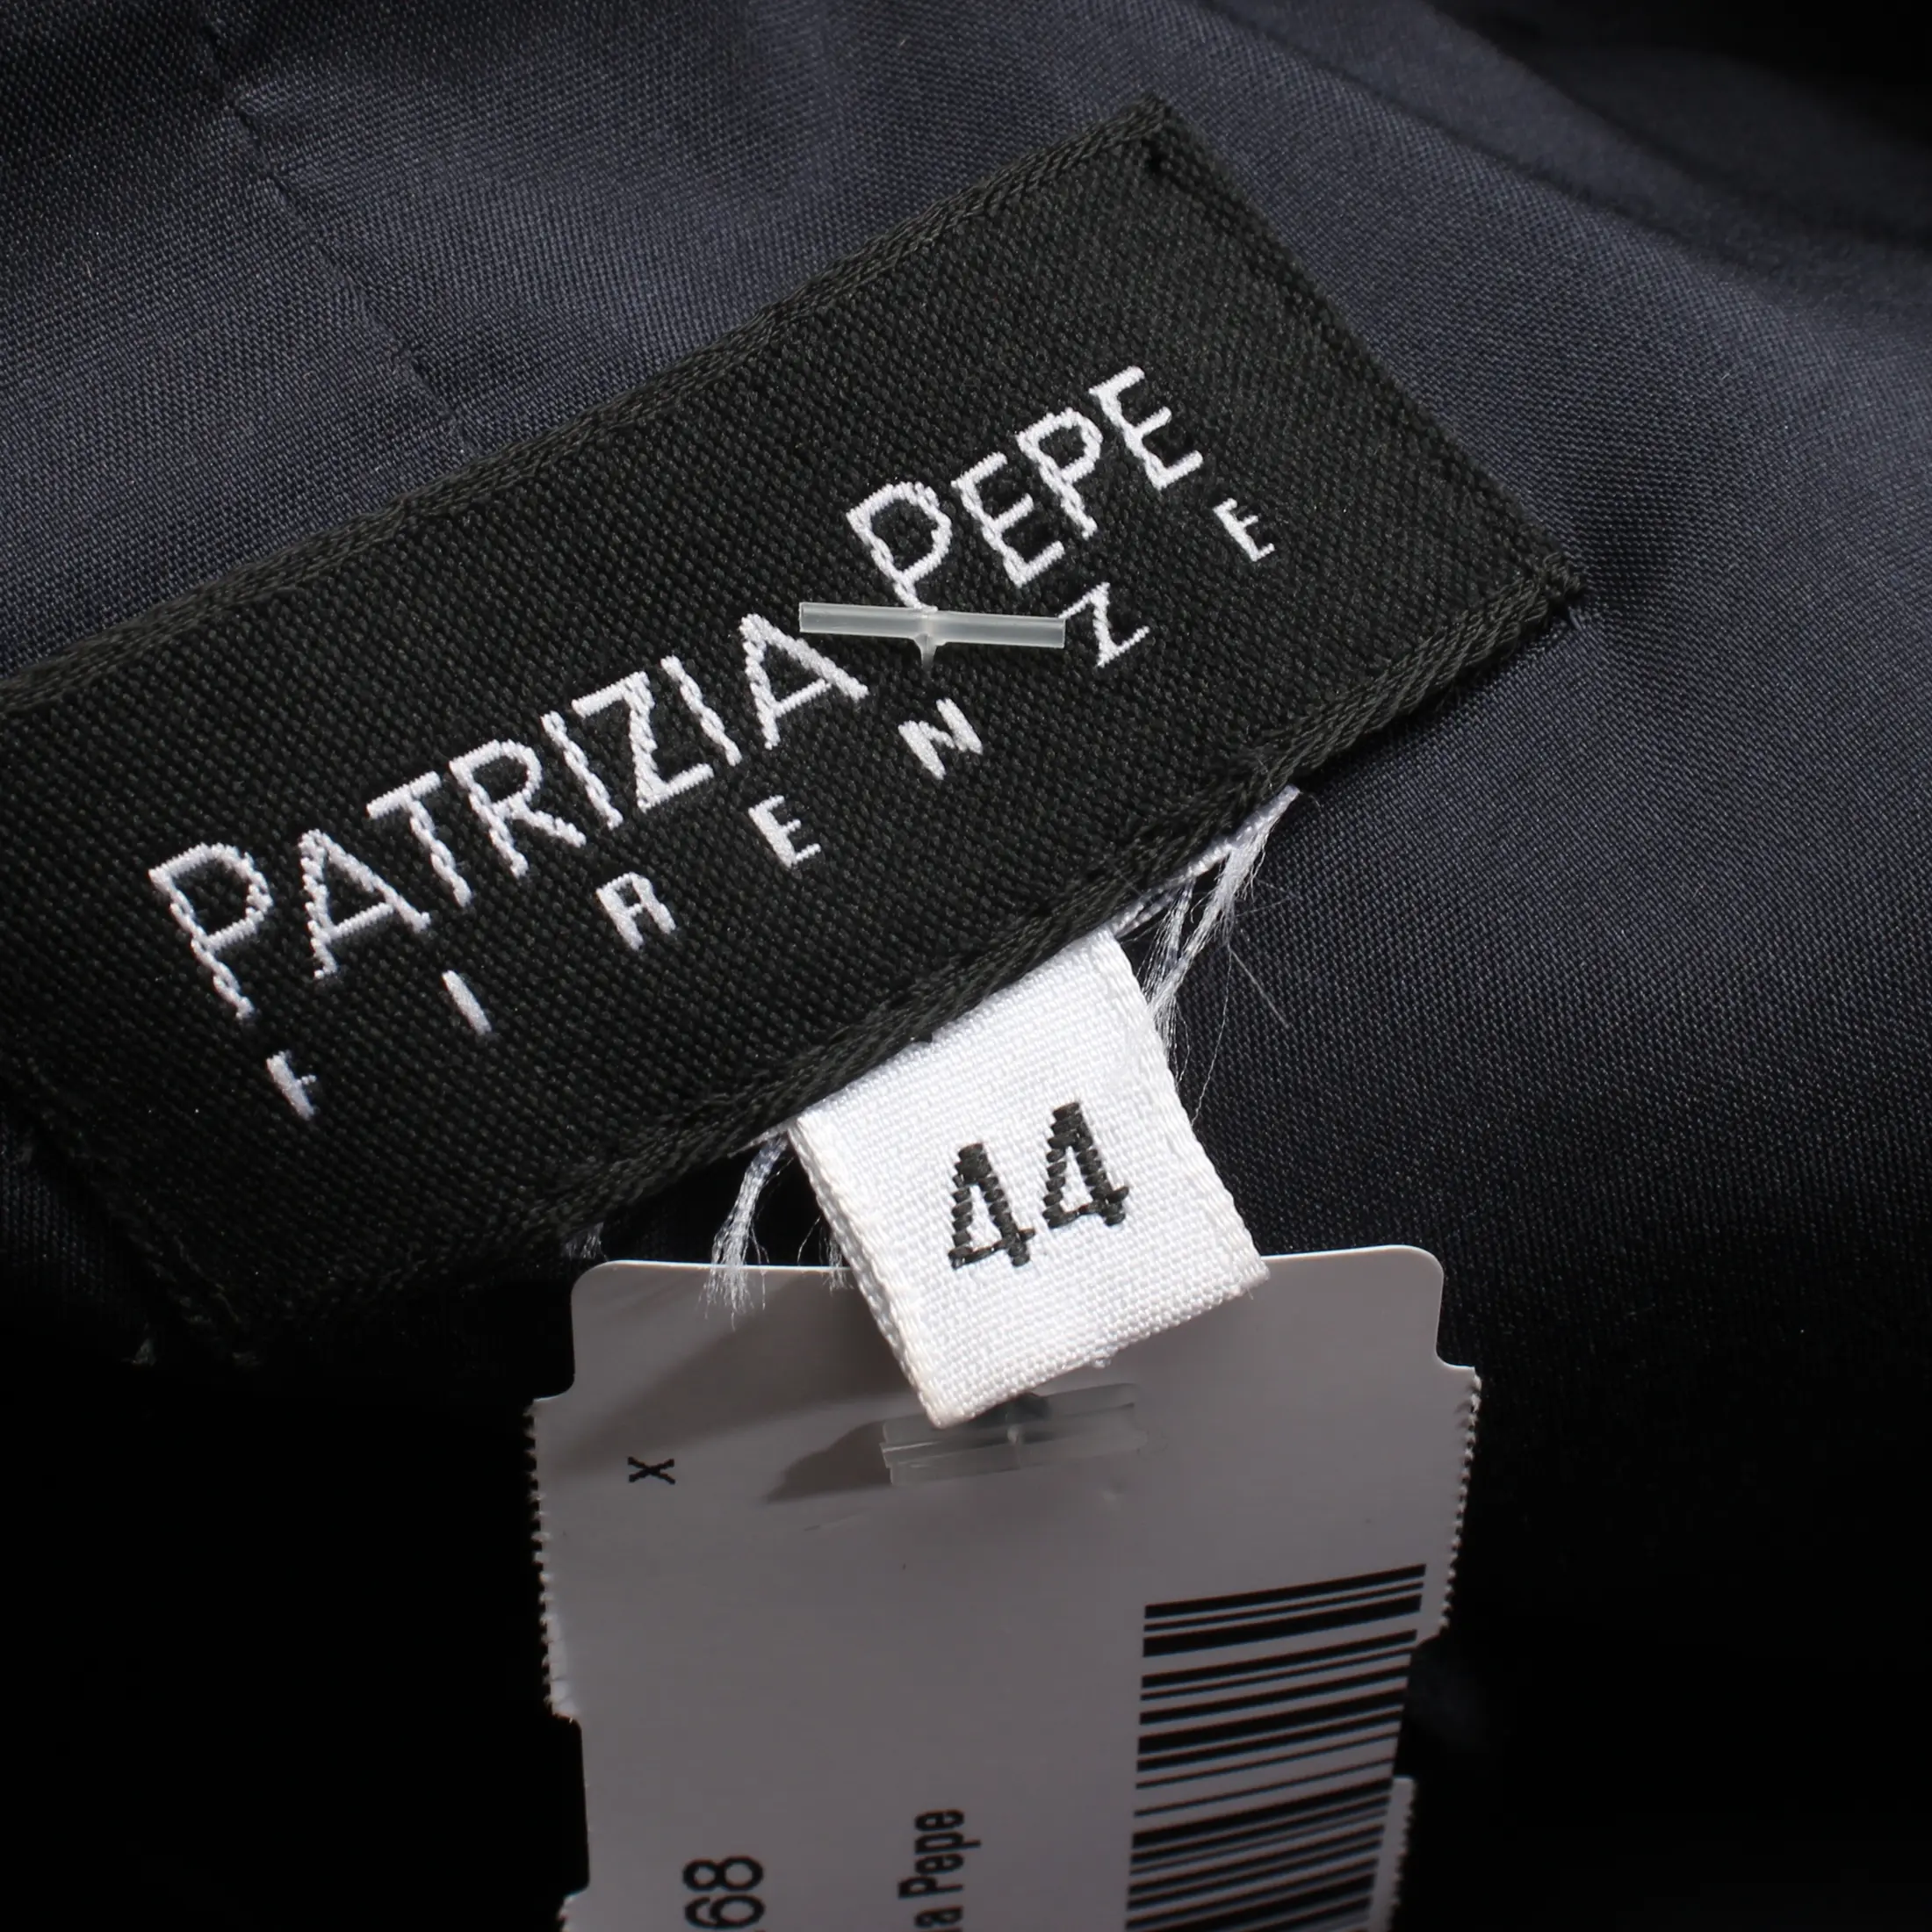 PATRIZIA PEPE
FIRENZE
44
X
68
a Pepe